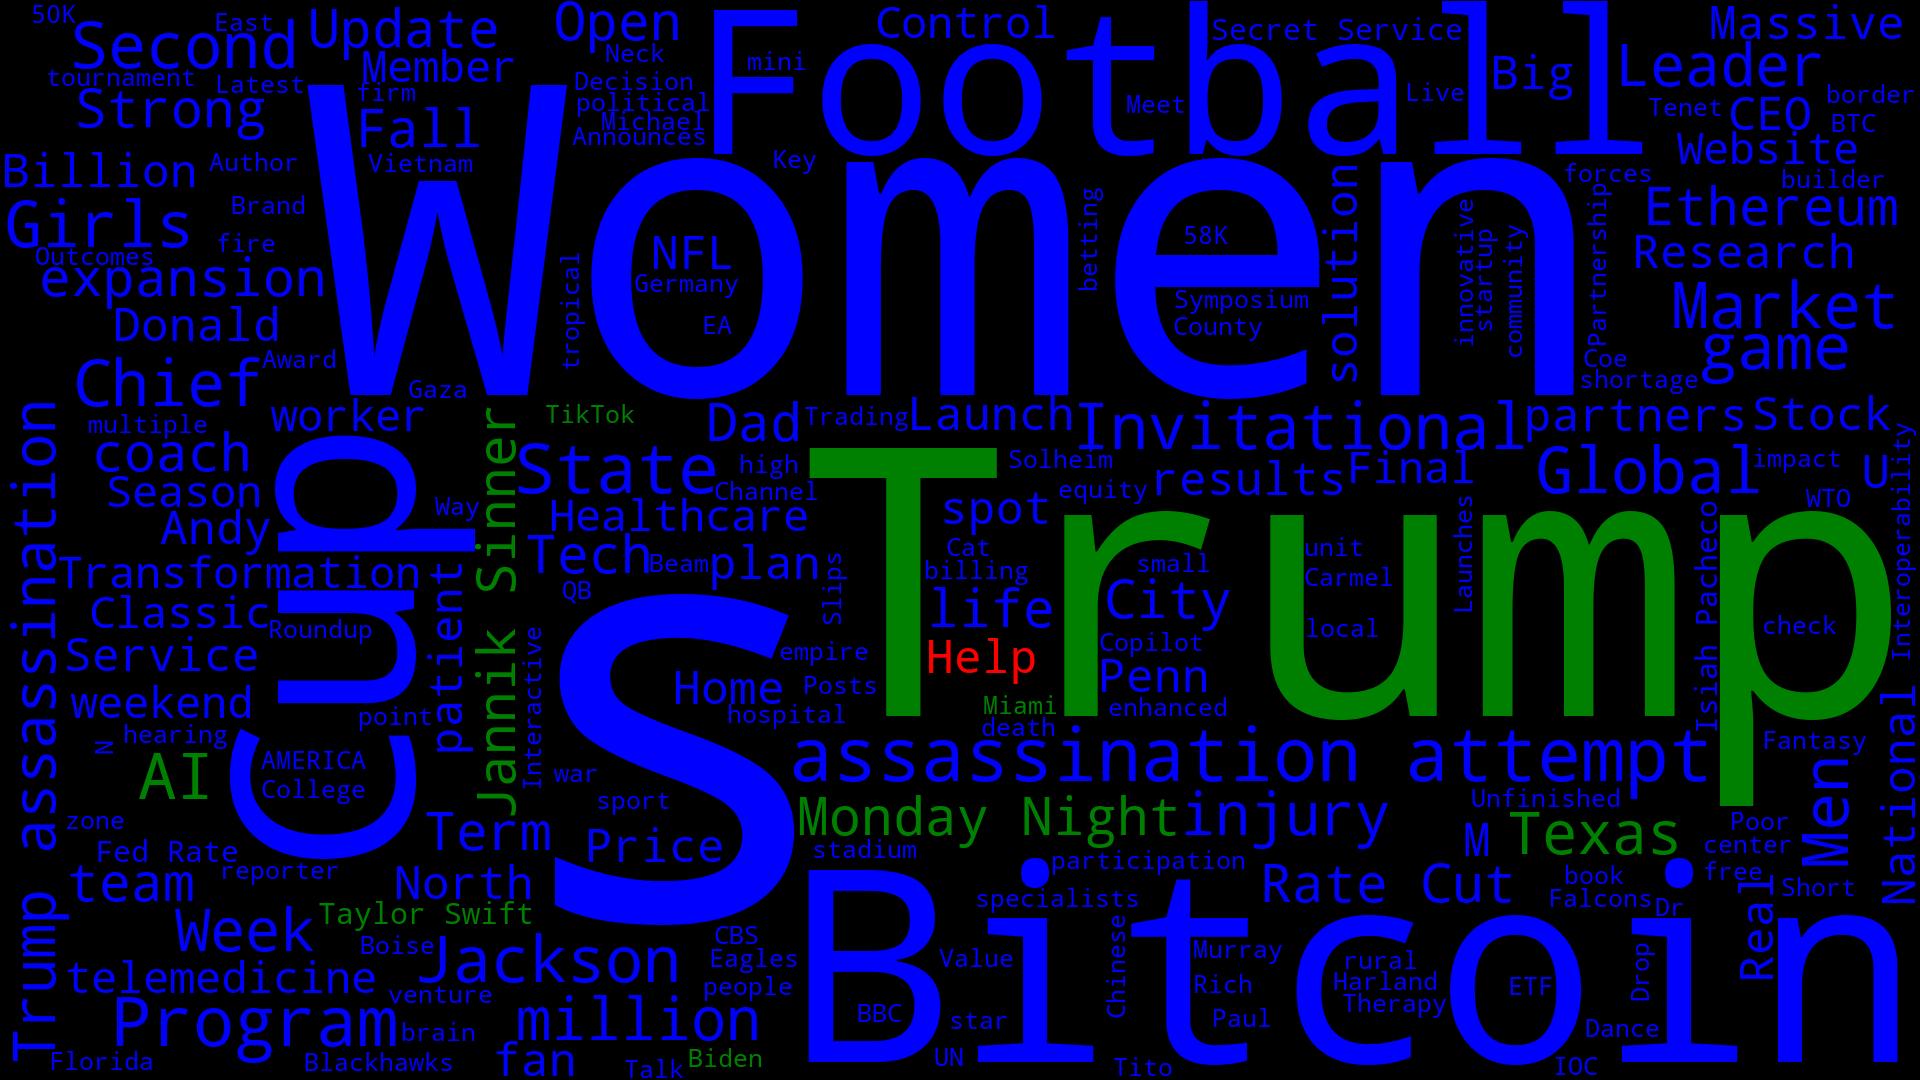 50K
East
Second
Update
Open
Football
Control
Secret Service
Massive
Neck
mini
Member
tournament
Latest
firm
Decision
political
Michael
Announces
Meet
Live
Big
Leader
Tenet
CEO
border
BTC
Strong
Fall
Vietnam
Key
Website
builder
forces
Billion
Author
Women
Girls
Brand
fire
Outcomes
expansion
NFL
Germany
EA
tropical
betting
58K
Symposium
County
solution
innovative
startup
community
Partnership
Ethereum
Research
Market
game
Donald
Chief
Award
Gaza
Coe
shortage
multiple
worker
TikTok
Dad
Trading
Launch
Invitational
partners
Stock
coach
Season
Andy
Way
Cup
Jannik Sinner
State
high
Channel
Solheim
equity
results
Final
Global
impact
U
WTO
Interoperability
Healthcare
spot
Trump
Tech
Beam
plan
QB
Slips
Cat
billing
small
unit
Carmel
Launches
Isiah Pacheco
Transformation
Classic
Roundup
patient
Interactive
life
City
local
check
Service
empire
Help
Copilot
Penn
weekend
point
Home
Posts
hospital
Miami
death
enhanced
N
hearing
AMERICA
College
AI
S
war
sport
assassination attempt
Fantasy
Men
National
zone
Term
Price
Monday Night
injury
Unfinished
M
Texas
Poor
center
Fed Rate
reporter
stadium
participation
free
team
North
specialists
Rate Cut
book
Falcons
Dr
Short
Real
Trump assassination
Taylor Swift
Week
Boise
Jackson
CBS
Eagles
people
Bitcoin
Value
Chinese
Murray
Rich
Paul
rural
Harland
Therapy
ETF
Drop
telemedicine
venture
Program
brain
million
BBC
star
Dance
Florida
Blackhawks
fan
Talk
Biden
UN
Tito
IOC